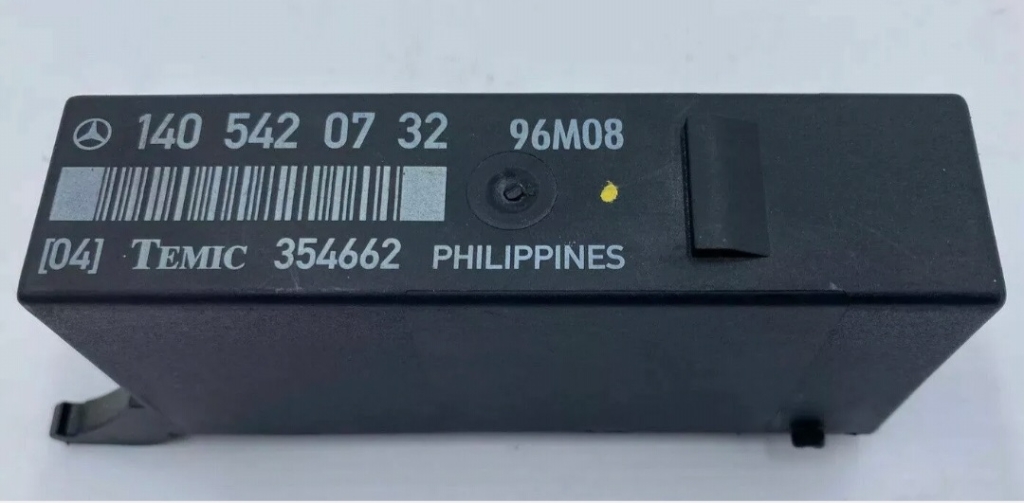 140 542 07 32 96M08
[04] TEMIC 354662 PHILIPPINES